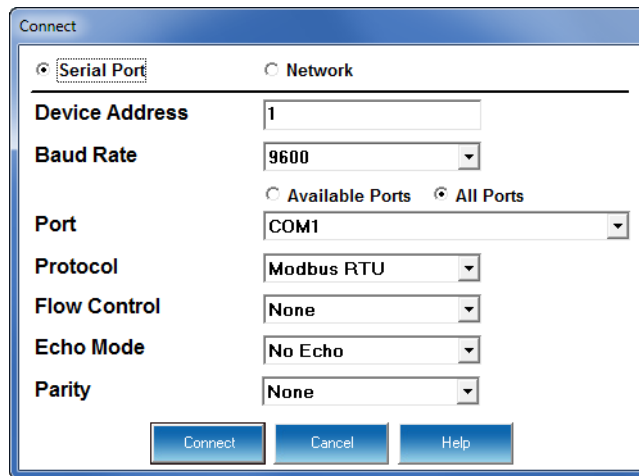 Connect
Serial Port Network
Device Address 1
Baud Rate 9600
Available Ports All Ports
Port COM1
Protocol Modbus RTU
Flow Control None
Echo Mode No Echo
Parity None
Connect Cancel Help